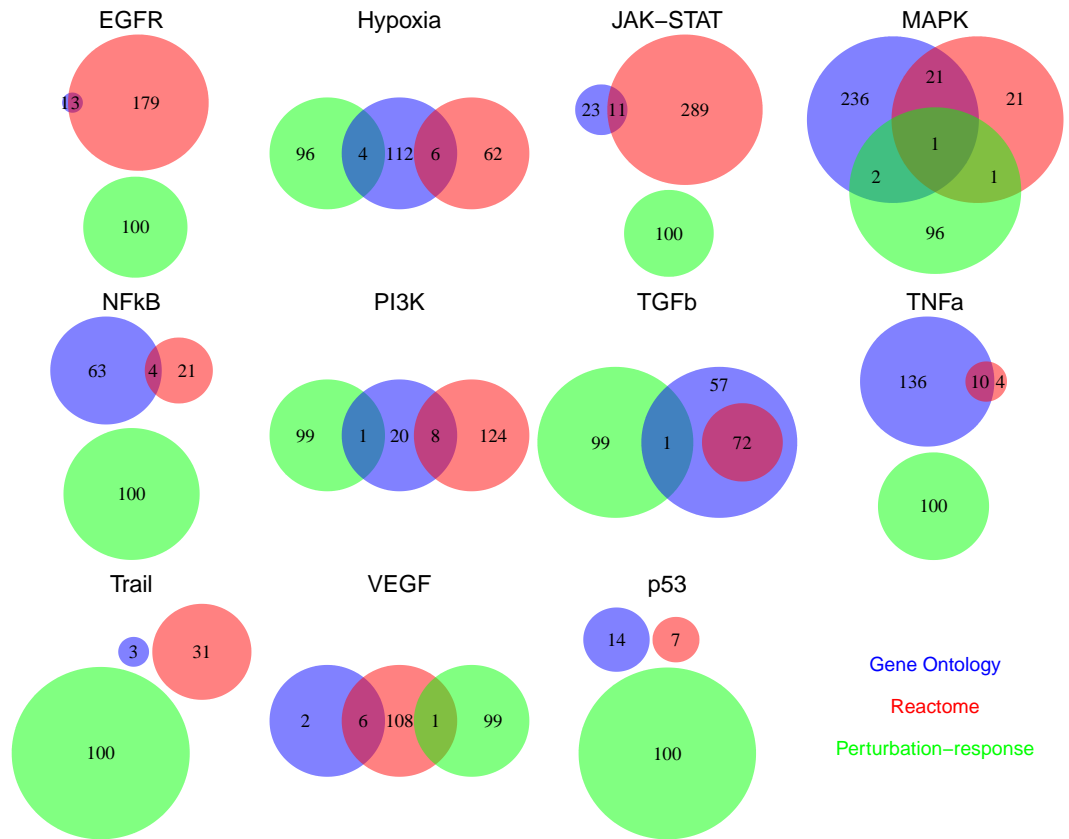 EGFR
Hypoxia
JAK−STAT
MAPK
1 3 179
100
96 4 112 6 62
23 11 289
100
236 21 21
1
2 1
96
NFkB
PI3K
TGFb
TNFa
63 4 21
100
99 1 20 8 124
57
99 1 72
136 10 4
100
Trail
VEGF
p53
3 31
100
2 6 108 1 99
14 7
100
Gene Ontology
Reactome
Perturbation−response